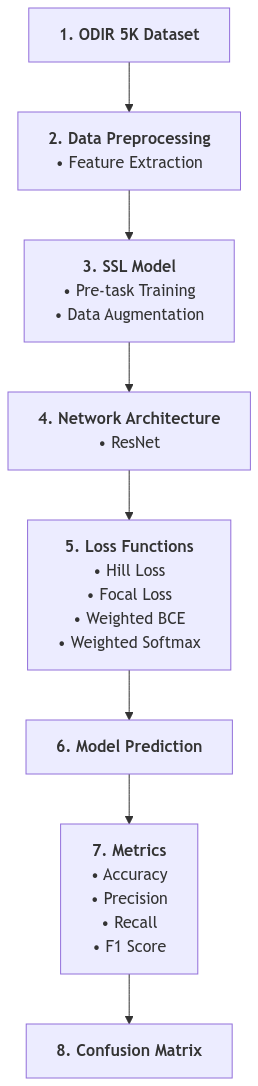 1. ODIR 5K Dataset
2. Data Preprocessing
• Feature Extraction
3. SSL Model
• Pre-task Training
• Data Augmentation
4. Network Architecture
• ResNet
5. Loss Functions
• Hill Loss
• Focal Loss
• Weighted BCE
• Weighted Softmax
6. Model Prediction
7. Metrics
• Accuracy
• Precision
• Recall
• F1 Score
8. Confusion Matrix